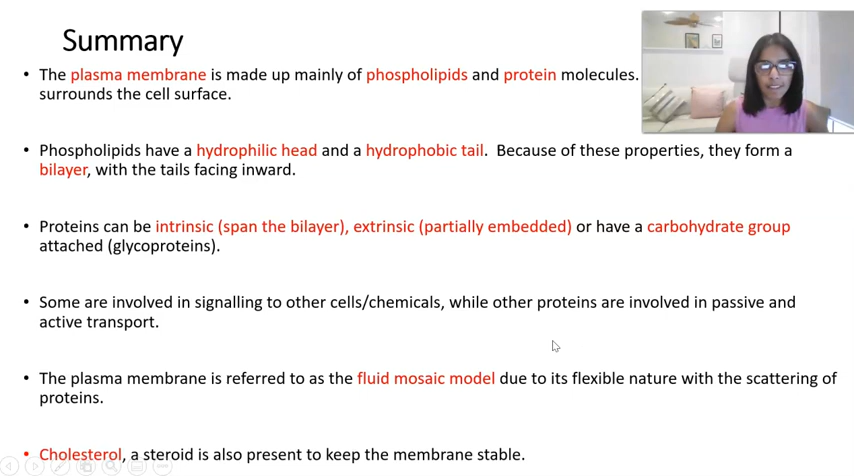 Summary
• The plasma membrane is made up mainly of phospholipids and protein molecules.
surrounds the cell surface.
• Phospholipids have a hydrophilic head and a hydrophobic tail. Because of these properties, they form a
bilayer, with the tails facing inward.
• Proteins can be intrinsic (span the bilayer), extrinsic (partially embedded) or have a carbohydrate group
attached (glycoproteins).
• Some are involved in signalling to other cells/chemicals, while other proteins are involved in passive and
active transport.
• The plasma membrane is referred to as the fluid mosaic model due to its flexible nature with the scattering of
proteins.
• Cholesterol, a steroid is also present to keep the membrane stable.